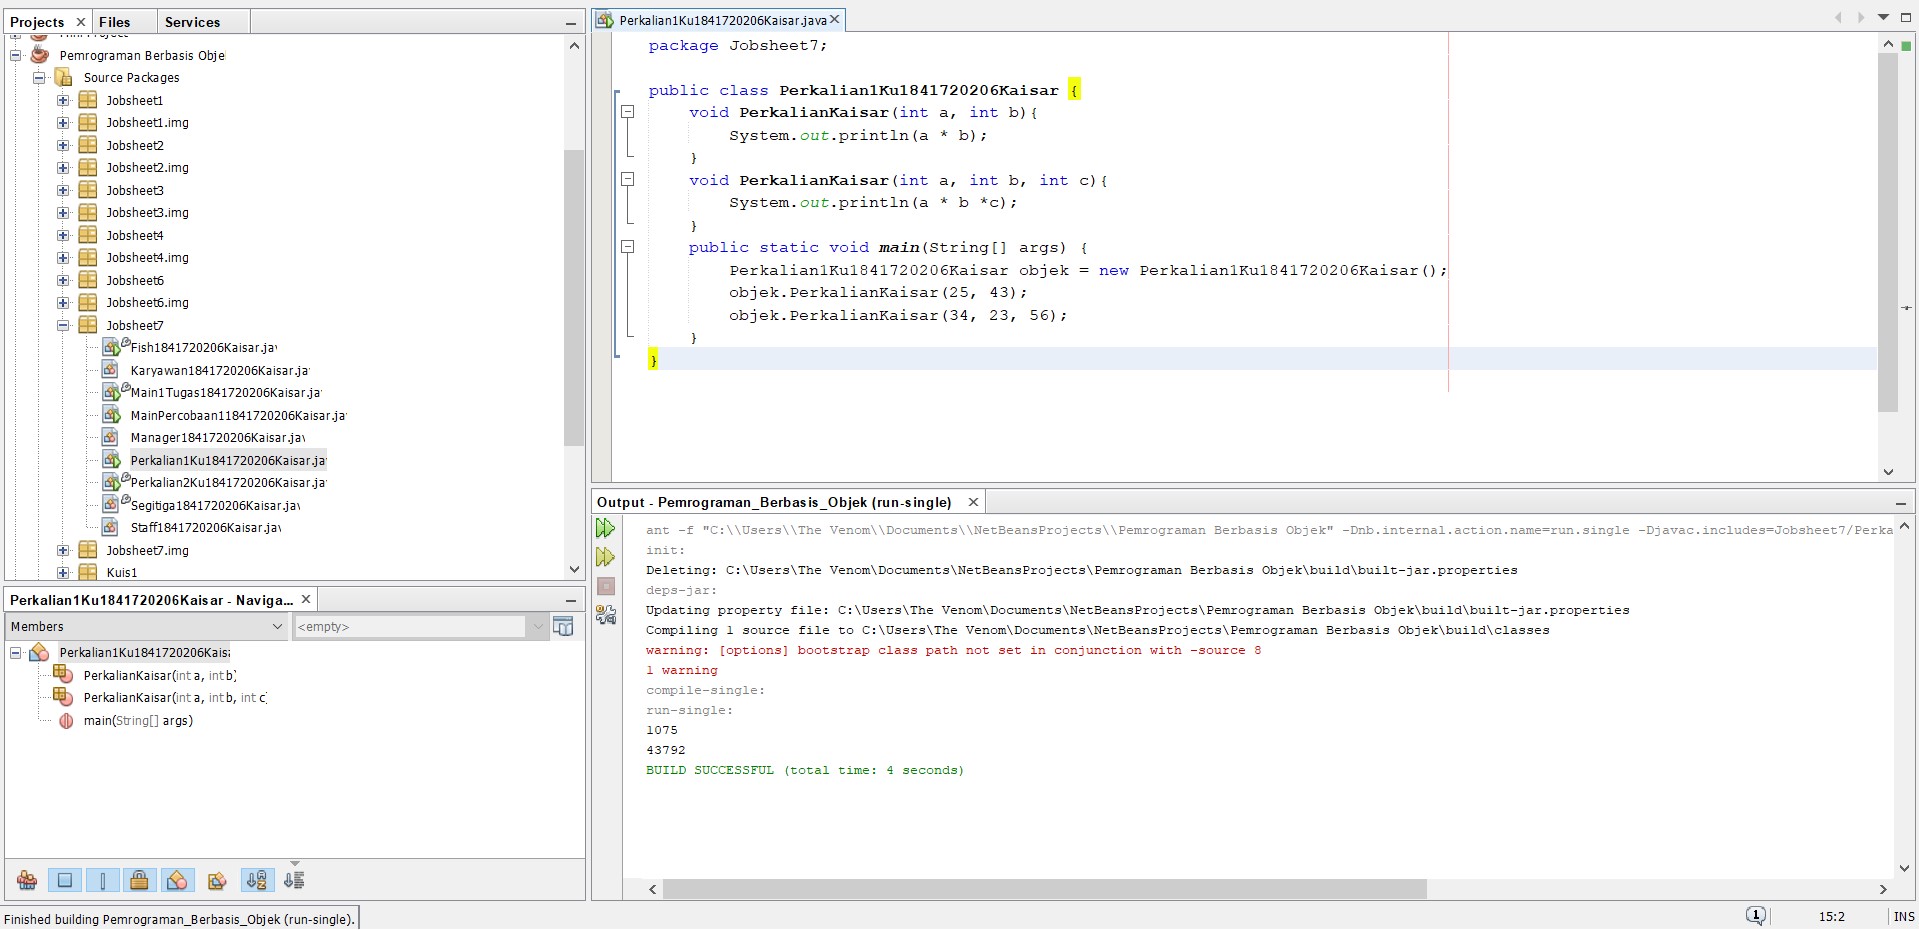 Projects
Files
Services
Pemrograman Berbasis Obje
Source Packages
Jobsheet1
Jobsheet1.img
Jobsheet2
Jobsheet2.img
Jobsheet3
Jobsheet3.img
Jobsheet4
Jobsheet4.img
Jobsheet6
Jobsheet6.img
Jobsheet7
Fish1841720206Kaisar.jav
Karyawan1841720206Kaisar.ja
Main1Tugas1841720206Kaisar.ja
MainPercobaan11841720206Kaisar.ja
Manager1841720206Kaisar.jav
Perkalian1Ku1841720206Kaisar.ja
Perkalian2Ku1841720206Kaisar.ja
Segitiga1841720206Kaisar.jav
Staff1841720206Kaisar.jav
Jobsheet7.img
Kuis1
Perkalian1Ku1841720206Kaisar - Naviga...
Members
<empty>
Perkalian1Ku1841720206Kaisa
PerkalianKaisar(int a, int b)
PerkalianKaisar(int a, int b, int c)
main(String[] args)
Finished building Pemrograman_Berbasis_Objek (run-single).
Perkalian1Ku1841720206Kaisar.java
package Jobsheet7;
public class Perkalian1Ku1841720206Kaisar {
void PerkalianKaisar(int a, int b){
System.out.println(a * b);
}
void PerkalianKaisar(int a, int b, int c){
System.out.println(a * b *c);
}
public static void main(String[] args) {
Perkalian1Ku1841720206Kaisar objek = new Perkalian1Ku1841720206Kaisar();
objek.PerkalianKaisar(25, 43);
objek.PerkalianKaisar(34, 23, 56);
}
}
Output - Pemrograman_Berbasis_Objek (run-single)
ant -f "C:\\Users\\The Venom\\Documents\\NetBeansProjects\\Pemrograman Berbasis Objek" -Dnb.internal.action.name=run.single -Djavac.includes=Jobsheet7/Perka
init:
Deleting: C:\Users\The Venom\Documents\NetBeansProjects\Pemrograman Berbasis Objek\build\built-jar.properties
deps-jar:
Updating property file: C:\Users\The Venom\Documents\NetBeansProjects\Pemrograman Berbasis Objek\build\built-jar.properties
Compiling 1 source file to C:\Users\The Venom\Documents\NetBeansProjects\Pemrograman Berbasis Objek\build\classes
warning: [options] bootstrap class path not set in conjunction with -source 8
1 warning
compile-single:
run-single:
1075
43792
BUILD SUCCESSFUL (total time: 4 seconds)
1
15:2
INS